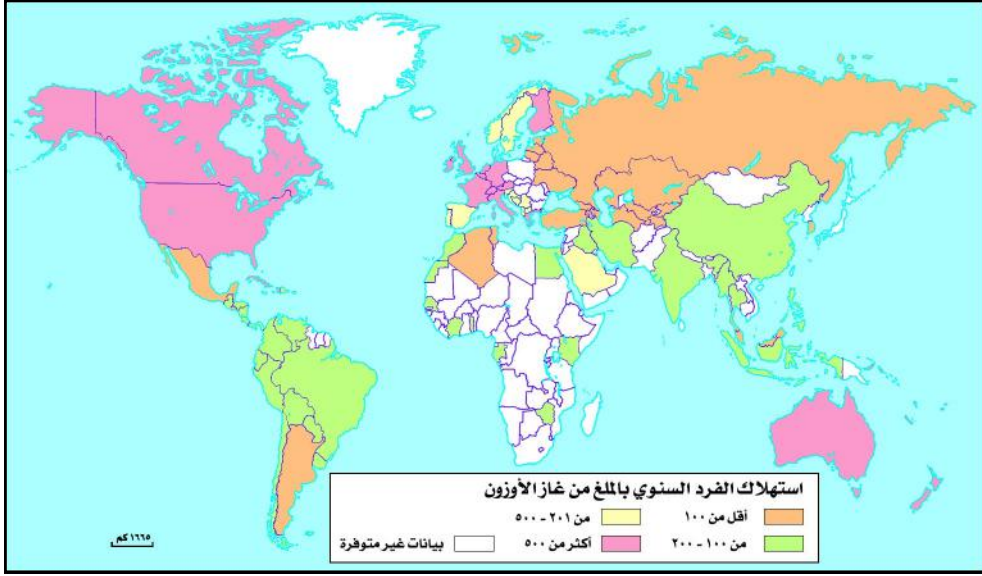 استهلاك الفرد السنوي بالملغ من غاز الأوزون
أقل من ١٠٠
من ٢٠١ - ٥٠٠
من ١٠٠ - ٢٠٠
أكثر من ٥٠٠
بيانات غير متوفرة
١٦٦٥ كم